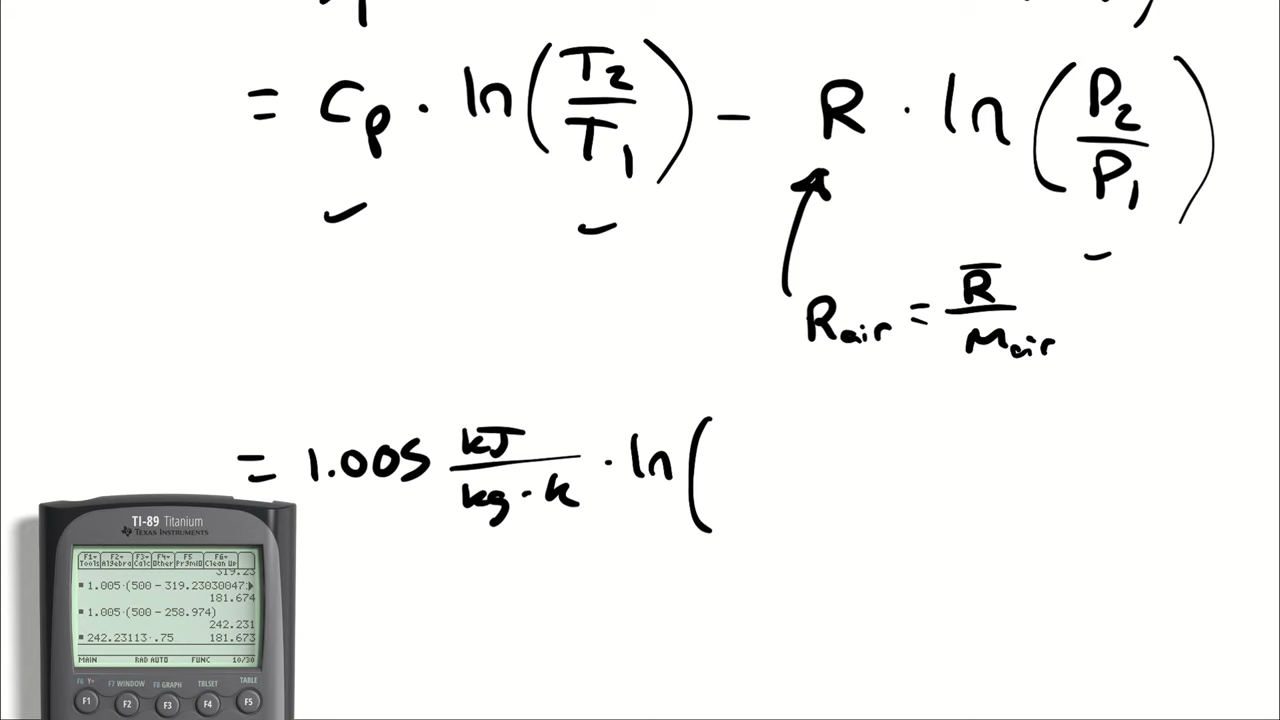 = Cp · ln(T2/T1) - R · ln(P2/P1)
Rair = R̅/Mair
= 1.005 kJ/kg·k · ln(
TI-89 Titanium
TEXAS INSTRUMENTS
F1 Tools F2 Algebra F3 Calc F4 Other F5 PrgmIO F6 Clean Up
319.23
1.005·(500-319.23030047
181.674
1.005·(500-258.974)
242.231
242.23113·.75 181.673
MAIN RAD AUTO FUNC 10/30
F6 Y= F7 WINDOW F8 GRAPH TBLSET TABLE
F1 F2 F3 F4 F5